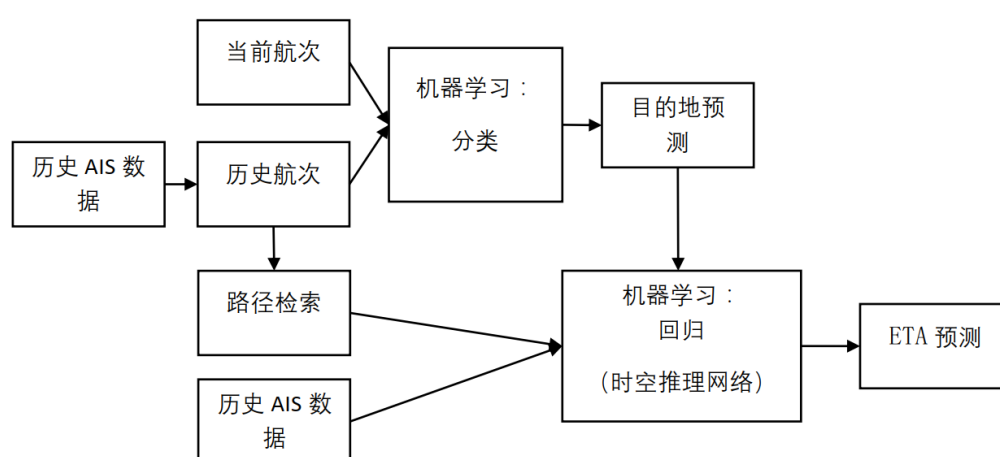 当前航次
机器学习：
分类
目的地预
测
历史 AIS 数
据
历史航次
路径检索
机器学习：
回归
（时空推理网络）
ETA 预测
历史 AIS 数
据